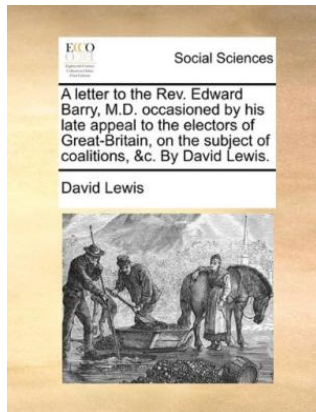 ECCO
Social Sciences
A letter to the Rev. Edward
Barry, M.D. occasioned by his
late appeal to the electors of
Great-Britain, on the subject of
coalitions, &c. By David Lewis.
David Lewis